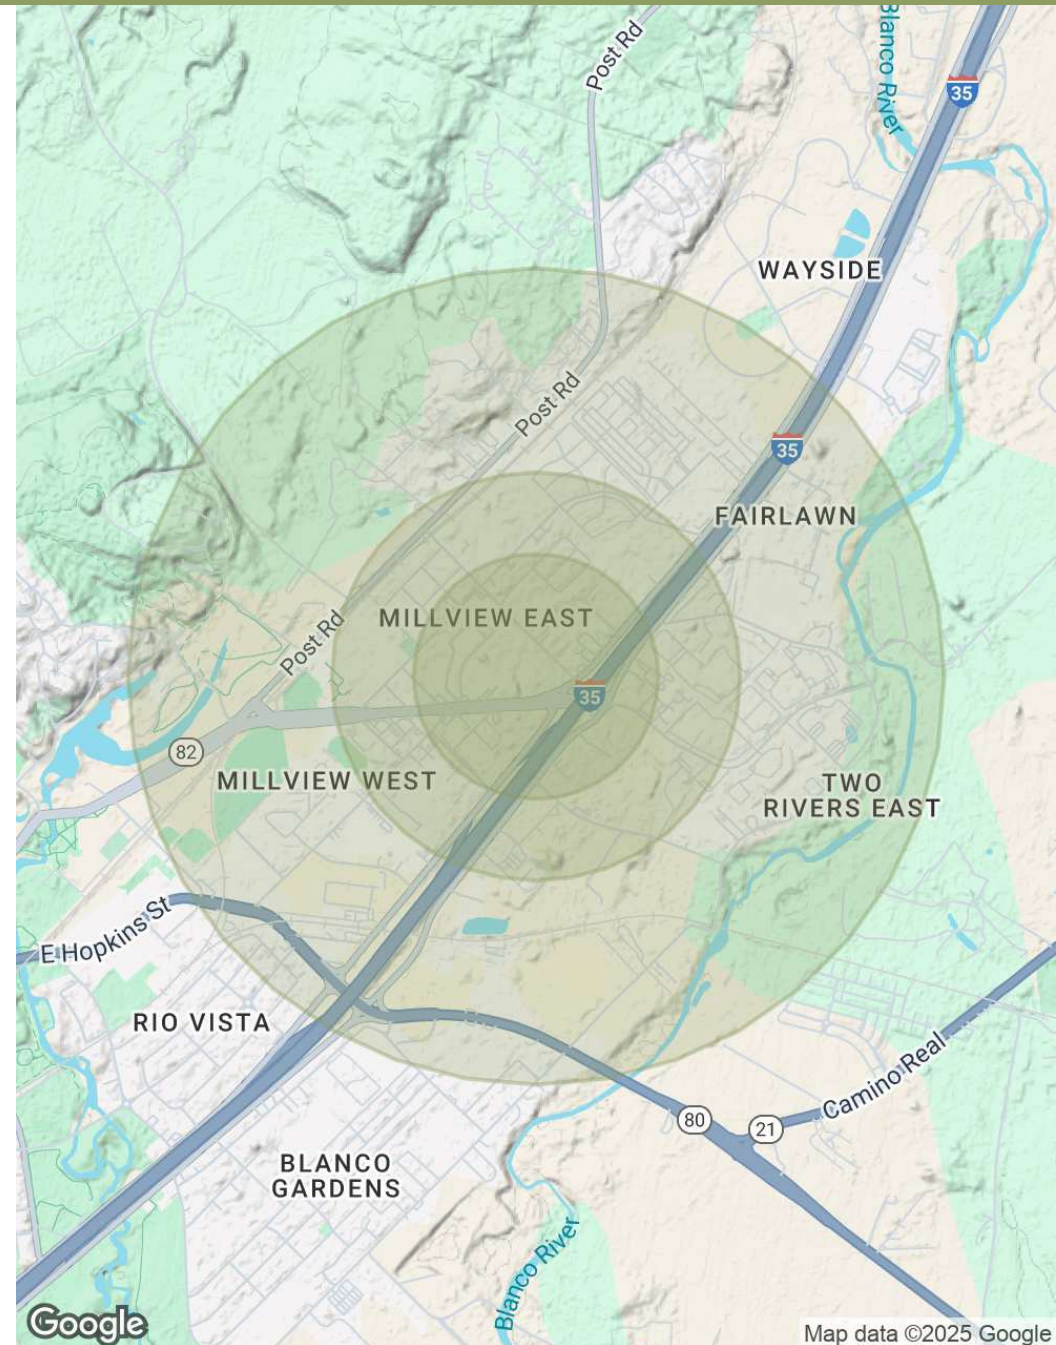 Post Rd
Blanco River
35
WAYSIDE
Post Rd
35
FAIRLAWN
MILLVIEW EAST
Post Rd
35
82
MILLVIEW WEST
TWO
RIVERS EAST
E Hopkins St
RIO VISTA
Camino Real
80
21
BLANCO
GARDENS
Blanco River
Google
Map data ©2025 Google